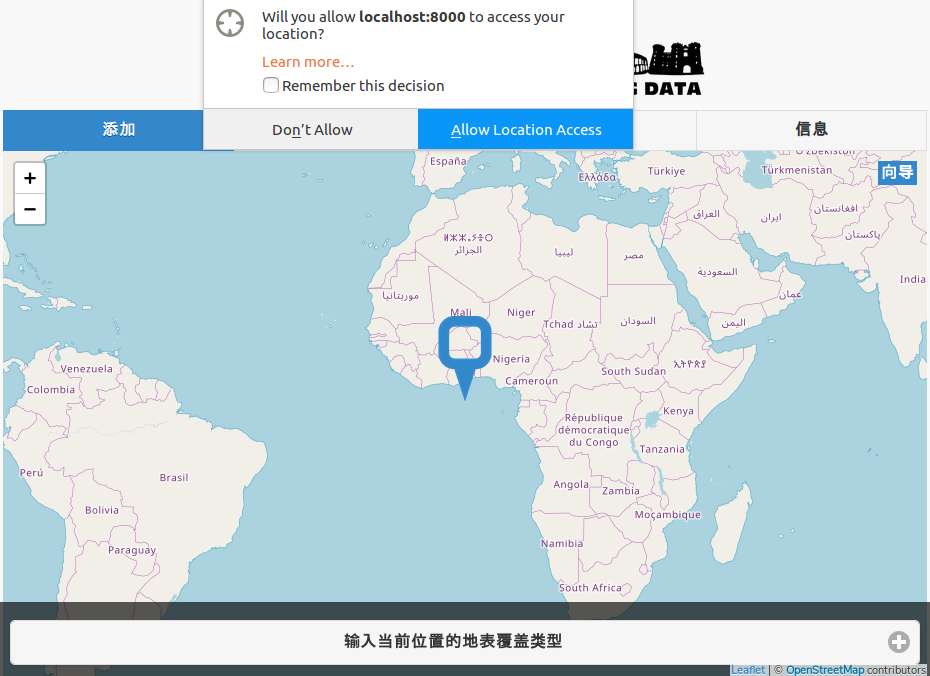 Will you allow localhost:8000 to access your
location?
Learn more…
Remember this decision
Don't Allow
Allow Location Access
DATA
添加
信息
+
−
向导
España
Ελλάδα
Türkiye
Turkmenistan
العراق
ایران
افغانستان
پاکستان
ⵍⵣⵣⴰⵢⴻⵔ
الجزائر
ليبيا
مصر
السعودية
عمان
India
موريتانيا
Mali
Niger
Tchad تشاد
السودان
اليمن
Nigeria
South Sudan
ኢትዮጵያ
Venezuela
Colombia
Cameroun
République
démocratique
du Congo
Kenya
Tanzania
Perú
Brasil
Bolivia
Paraguay
Angola
Zambia
Moçambique
Namibia
South Africa
输入当前位置的地表覆盖类型
Leaflet | © OpenStreetMap contributors